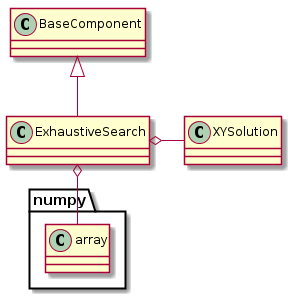 C BaseComponent
C ExhaustiveSearch
C XYSolution
numpy
C array